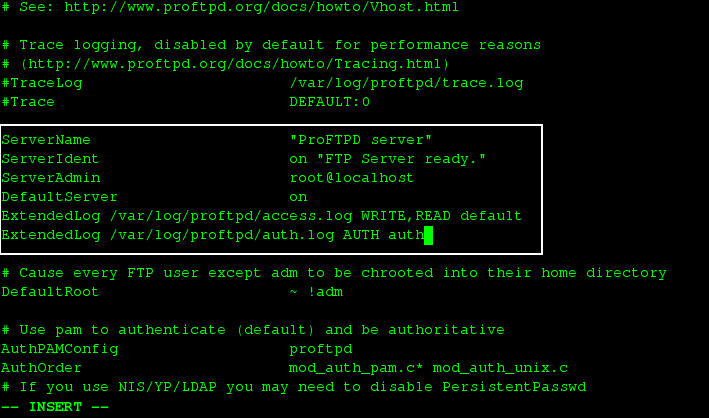 # See: http://www.proftpd.org/docs/howto/Vhost.html
# Trace logging, disabled by default for performance reasons
# (http://www.proftpd.org/docs/howto/Tracing.html)
#TraceLog /var/log/proftpd/trace.log
#Trace DEFAULT:0
ServerName "ProFTPD server"
ServerIdent on "FTP Server ready."
ServerAdmin root@localhost
DefaultServer on
ExtendedLog /var/log/proftpd/access.log WRITE,READ default
ExtendedLog /var/log/proftpd/auth.log AUTH auth
# Cause every FTP user except adm to be chrooted into their home directory
DefaultRoot ~ !adm
# Use pam to authenticate (default) and be authoritative
AuthPAMConfig proftpd
AuthOrder mod_auth_pam.c* mod_auth_unix.c
# If you use NIS/YP/LDAP you may need to disable PersistentPasswd
-- INSERT --